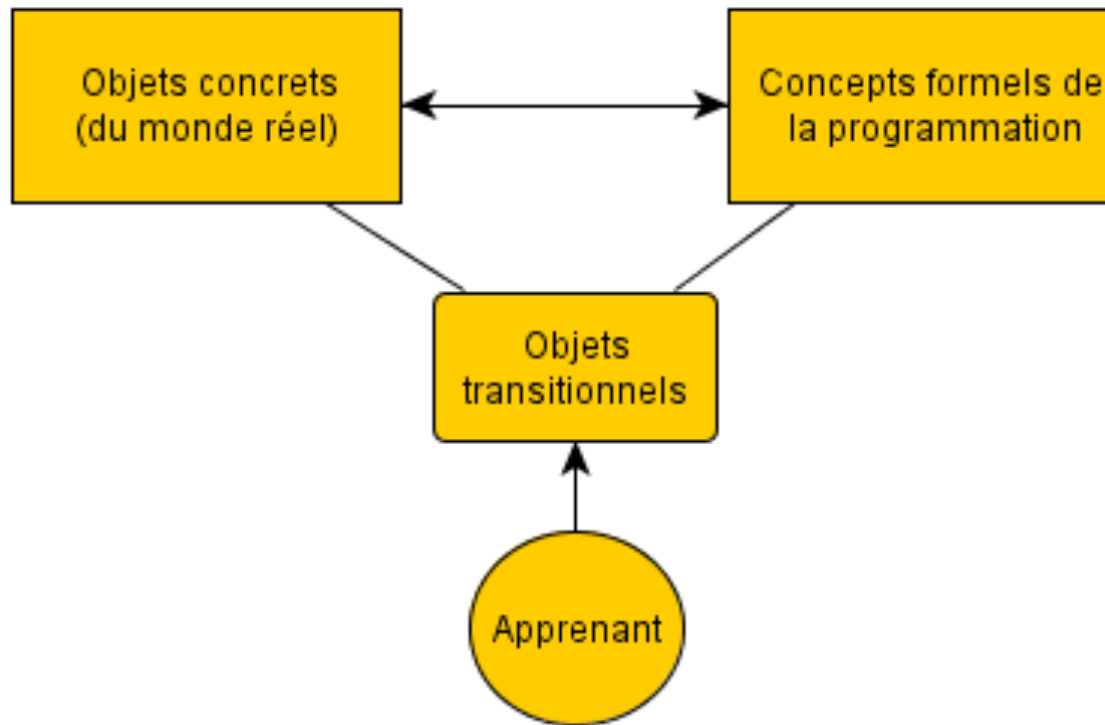 Objets concrets
(du monde réel)
Concepts formels de
la programmation
Objets
transitionnels
Apprenant